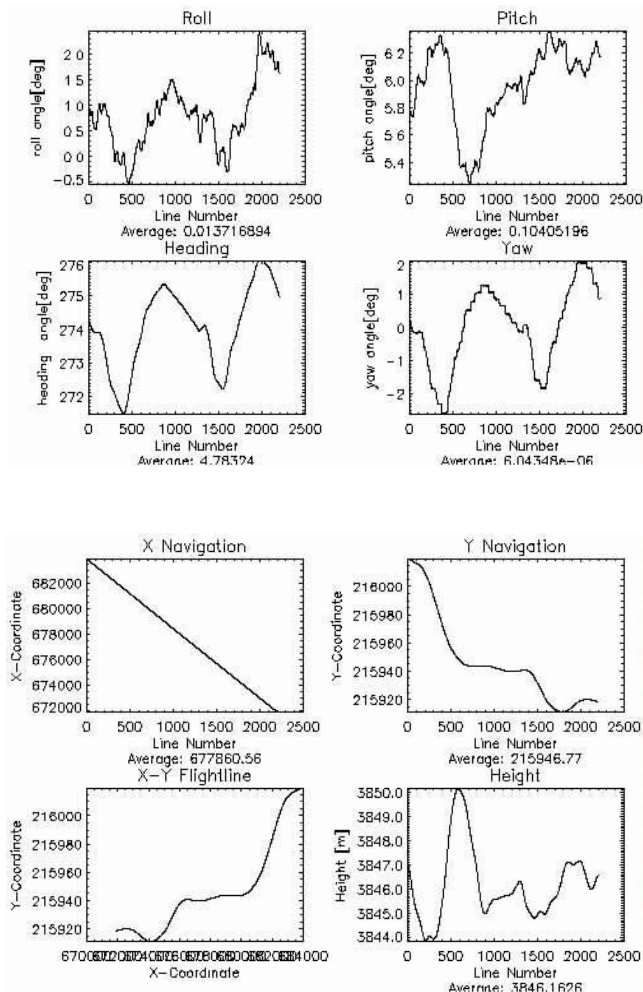 Roll
2.0
1.5
1.0
0.5
0.0
-0.5
roll angle[deg]
0 500 1000 1500 2000 2500
Line Number
Average: 0.013716894
Pitch
6.2
6.0
5.8
5.6
5.4
pitch angle[deg]
0 500 1000 1500 2000 2500
Line Number
Average: 0.10405196
Heading
276
275
274
273
272
heading angle[deg]
0 500 1000 1500 2000 2500
Line Number
Average: 4.78324
Yaw
2
1
0
-1
-2
yaw angle[deg]
0 500 1000 1500 2000 2500
Line Number
Average: 6.04348e-06
X Navigation
682000
680000
678000
676000
674000
672000
X-Coordinate
0 500 1000 1500 2000 2500
Line Number
Average: 677860.56
Y Navigation
216000
215980
215960
215940
215920
Y-Coordinate
0 500 1000 1500 2000 2500
Line Number
Average: 215946.77
X-Y Flightline
216000
215980
215960
215940
215920
Y-Coordinate
X-Coordinate
Height
3850.0
3849.0
3848.0
3847.0
3846.0
3845.0
3844.0
Height [m]
0 500 1000 1500 2000 2500
Line Number
Average: 3846.1626